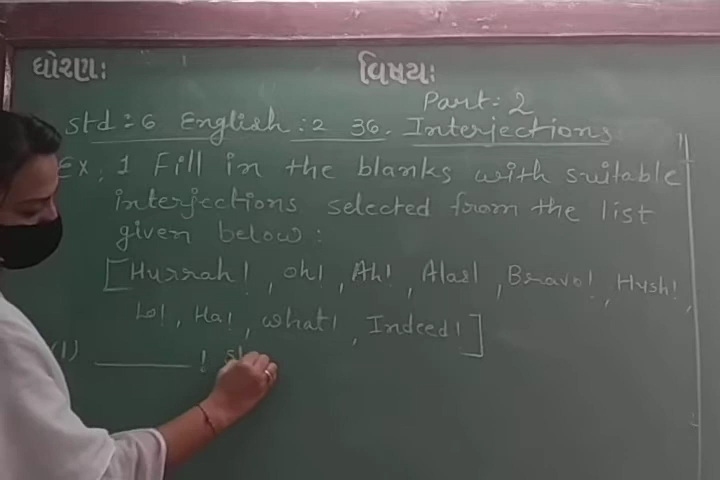 ધોરણ: વિષય:
Part: 2
Std: 6 English: 2 36. Interjections
Ex. 1 Fill in the blanks with suitable
interjections selected from the list
given below:
[Hurrah!, oh!, Ah!, Alas!, Bravo!, Hush!,
Lo!, Ha!, what!, Indeed!]
(1) ______!